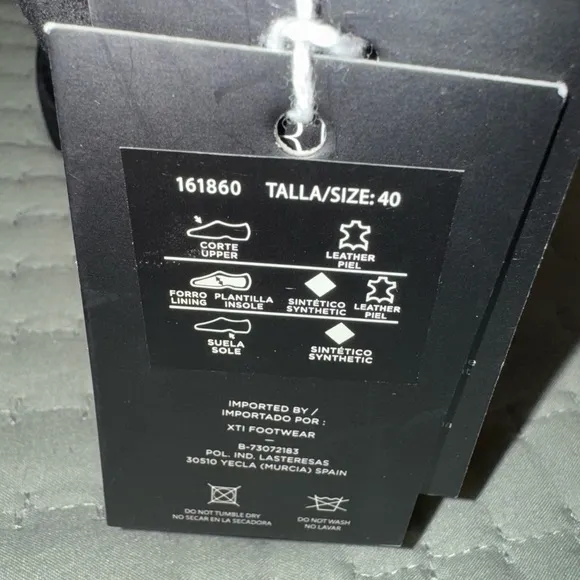 161860 TALLA/SIZE: 40
CORTE
UPPER
LEATHER
PIEL
FORRO
LINING
PLANTILLA
INSOLE
SINTÉTICO
SYNTHETIC
LEATHER
PIEL
SUELA
SOLE
SINTÉTICO
SYNTHETIC
IMPORTED BY /
IMPORTADO POR :
XTI FOOTWEAR
—
B-73072183
POL. IND. LASTERESAS
30510 YECLA (MURCIA) SPAIN
DO NOT TUMBLE DRY
NO SECAR EN LA SECADORA
DO NOT WASH
NO LAVAR